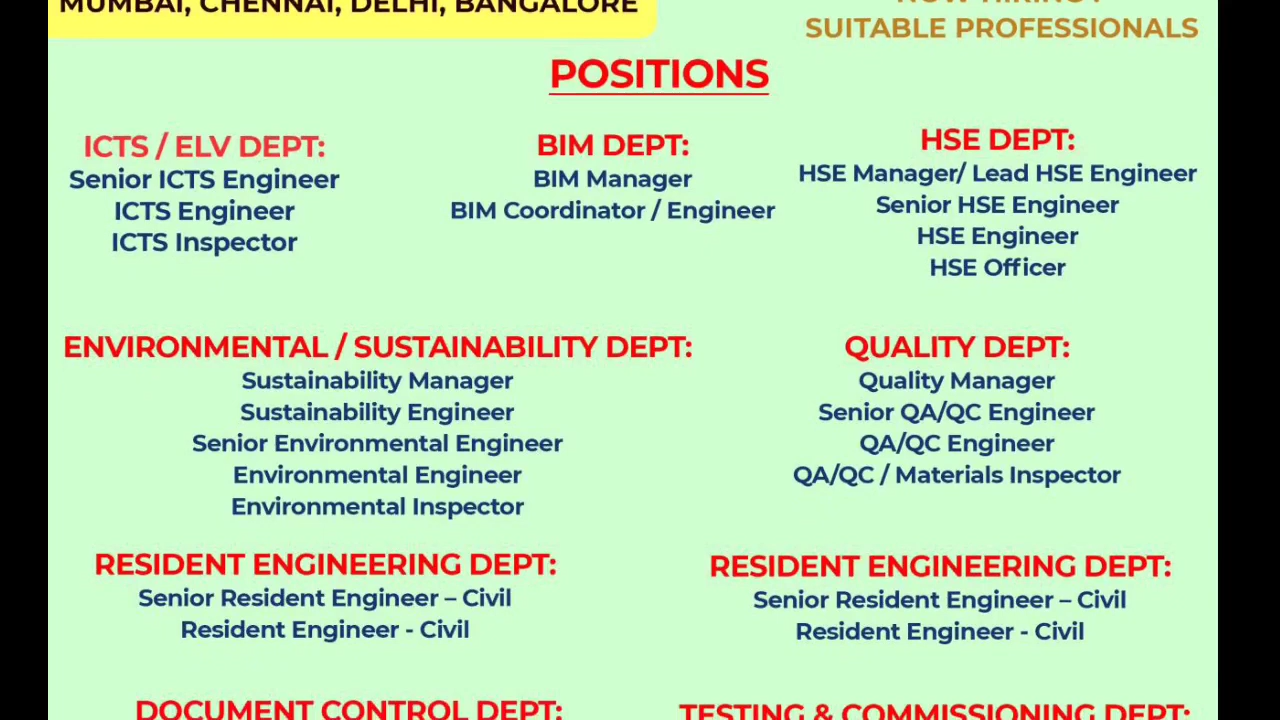 MUMBAI, CHENNAI, DELHI, BANGALORE
NOW HIRING!
SUITABLE PROFESSIONALS
POSITIONS
ICTS / ELV DEPT:
Senior ICTS Engineer
ICTS Engineer
ICTS Inspector
BIM DEPT:
BIM Manager
BIM Coordinator / Engineer
HSE DEPT:
HSE Manager/ Lead HSE Engineer
Senior HSE Engineer
HSE Engineer
HSE Officer
ENVIRONMENTAL / SUSTAINABILITY DEPT:
Sustainability Manager
Sustainability Engineer
Senior Environmental Engineer
Environmental Engineer
Environmental Inspector
QUALITY DEPT:
Quality Manager
Senior QA/QC Engineer
QA/QC Engineer
QA/QC / Materials Inspector
RESIDENT ENGINEERING DEPT:
Senior Resident Engineer – Civil
Resident Engineer - Civil
RESIDENT ENGINEERING DEPT:
Senior Resident Engineer – Civil
Resident Engineer - Civil
DOCUMENT CONTROL DEPT:
TESTING & COMMISSIONING DEPT: